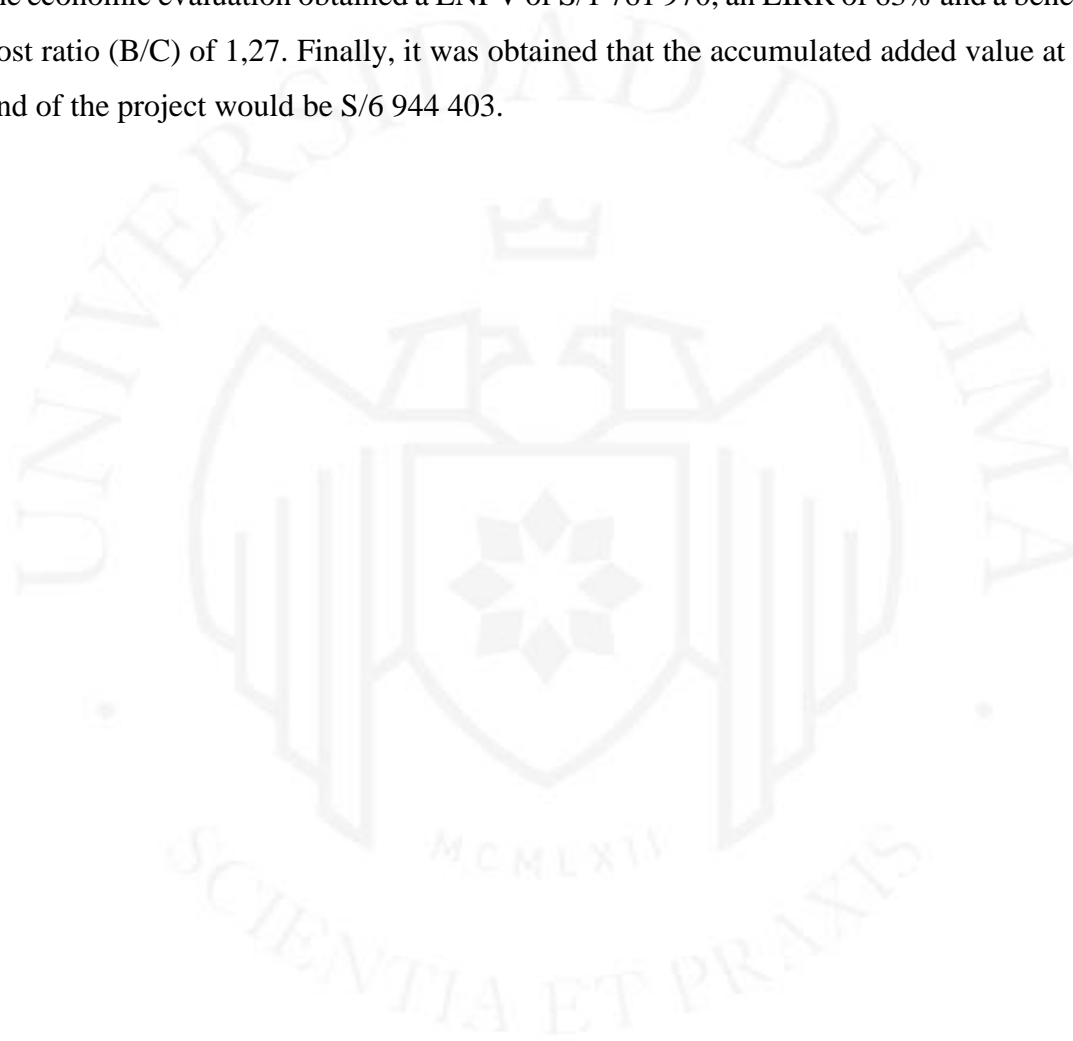 he economic evaluation obtained a ENPV of an EIRR of and a bene
ost ratio (B/C) of 1,27. Finally, it was obtained that the accumulated added value at
nd of the project would be S/6 944 403.
UNIVERSIDAD DE LIMA
MCMLXII
SCIENTIA ET PRAXIS